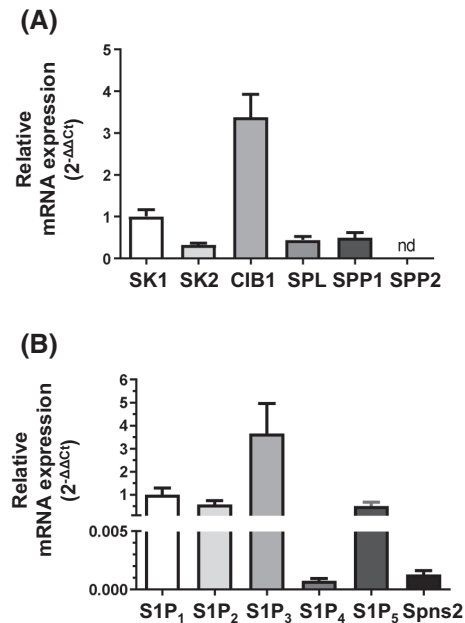 (A)
Relative
mRNA expression
(2-ΔΔCt)
5
4
3
2
1
0
nd
SK1 SK2 CIB1 SPL SPP1 SPP2
(B)
Relative
mRNA expression
(2-ΔΔCt)
6
5
4
3
2
1
0.005
0.000
S1P₁ S1P₂ S1P₃ S1P₄ S1P₅ Spns2